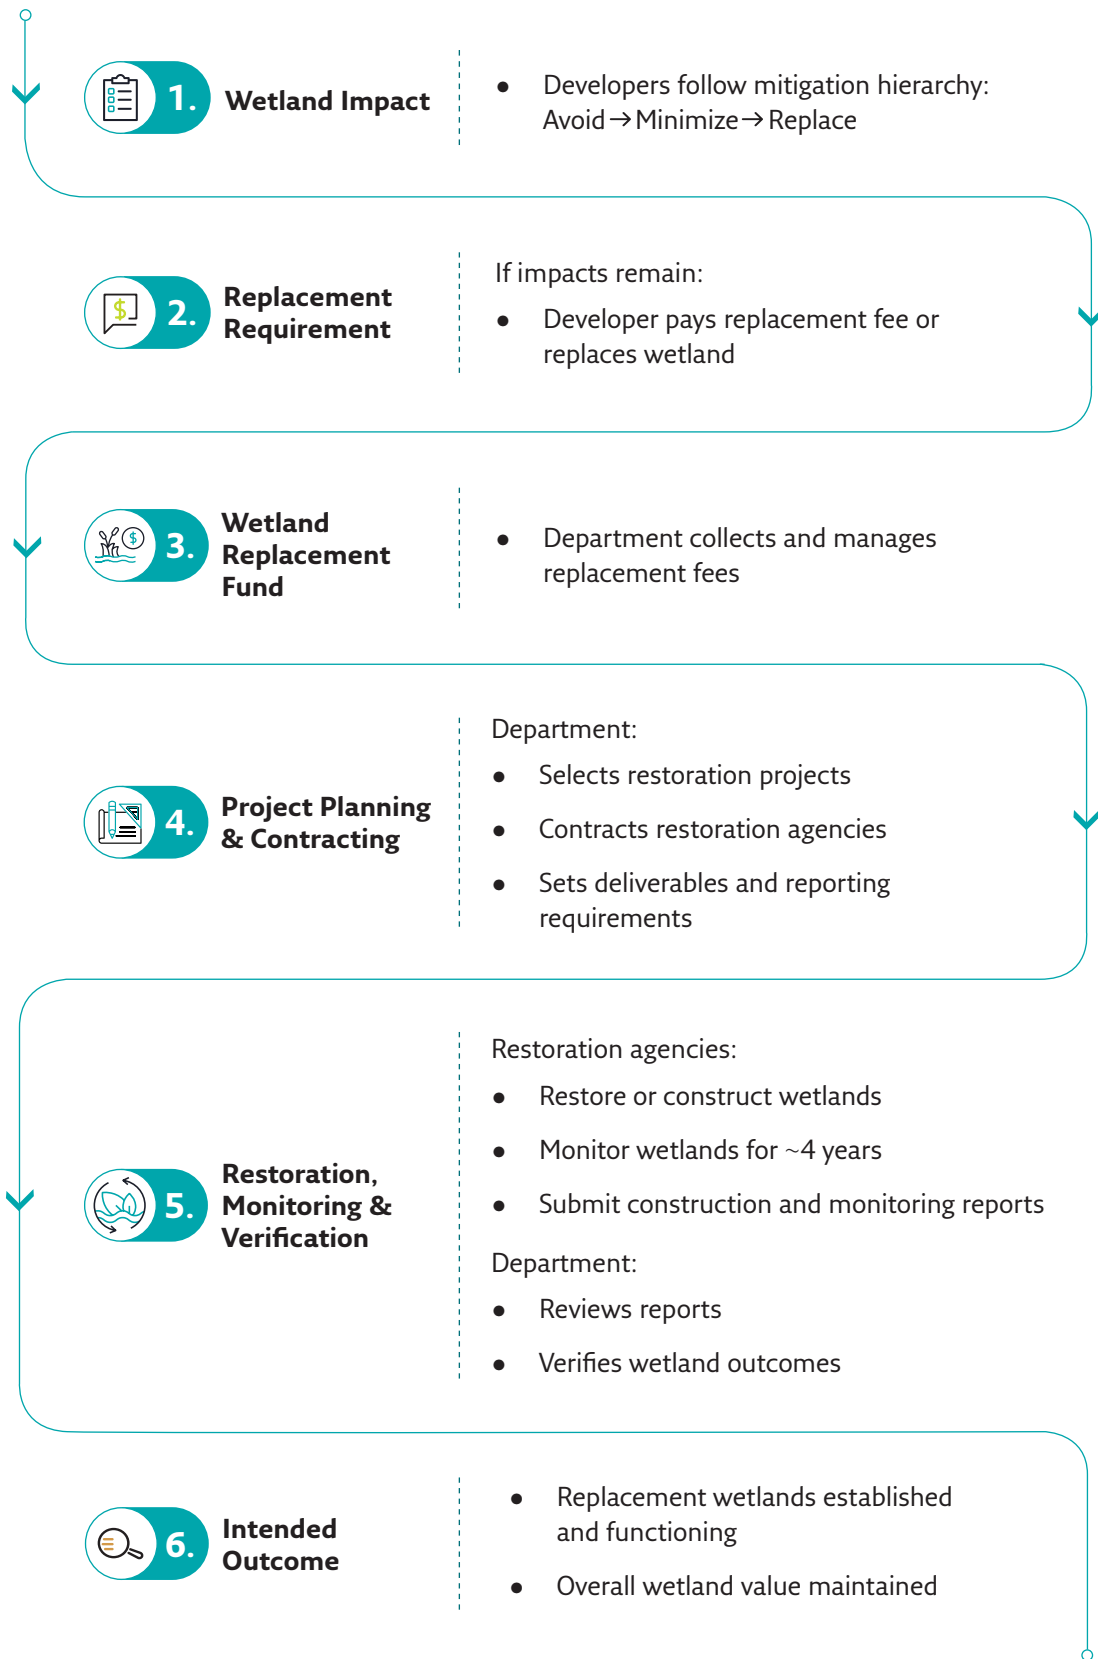 1. Wetland Impact
● Developers follow mitigation hierarchy:
Avoid→Minimize→Replace
2. Replacement
Requirement
If impacts remain:
● Developer pays replacement fee or
replaces wetland
3. Wetland
Replacement
Fund
● Department collects and manages
replacement fees
4. Project Planning
& Contracting
Department:
● Selects restoration projects
● Contracts restoration agencies
● Sets deliverables and reporting
requirements
5. Restoration,
Monitoring &
Verification
Restoration agencies:
● Restore or construct wetlands
● Monitor wetlands for ~4 years
● Submit construction and monitoring reports
Department:
● Reviews reports
● Verifies wetland outcomes
6. Intended
Outcome
● Replacement wetlands established
and functioning
● Overall wetland value maintained